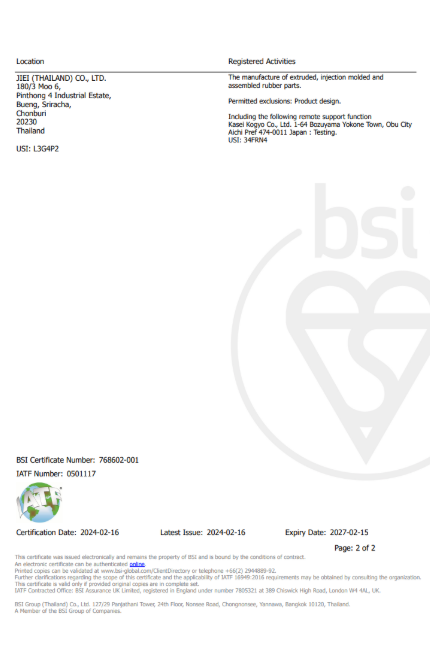 Location Registered Activities
JIEI (THAILAND) CO., LTD.
180/3 Moo 6,
Pinthong 4 Industrial Estate,
Bueng, Sriracha,
Chonburi
20230
Thailand
USI: L3G4P2
The manufacture of extruded, injection molded and
assembled rubber parts.
Permitted exclusions: Product design.
Including the following remote support function
Kasei Kogyo Co., Ltd. 1-64 Bozuyama Yokone Town, Obu City
Aichi Pref 474-0011 Japan : Testing.
USI: 34FRN4
bsi
BSI Certificate Number: 768602-001
IATF Number: 0501117
IATF
Certification Date: 2024-02-16 Latest Issue: 2024-02-16 Expiry Date: 2027-02-15
Page: 2 of 2
This certificate was issued electronically and remains the property of BSI and is bound by the conditions of contract.
An electronic certificate can be authenticated online.
Printed copies can be validated at www.bsi-global.com/ClientDirectory or telephone +66(2) 2944889-92.
Further clarifications regarding the scope of this certificate and the applicability of IATF 16949:2016 requirements may be obtained by consulting the organization.
This certificate is valid only if provided original copies are in complete set.
IATF Contracted Office: BSI Assurance UK Limited, registered in England under number 7805321 at 389 Chiswick High Road, London W4 4AL, UK.
BSI Group (Thailand) Co., Ltd. 127/29 Panjathani Tower, 24th Floor, Nonsee Road, Chongnonsee, Yannawa, Bangkok 10120, Thailand.
A Member of the BSI Group of Companies.